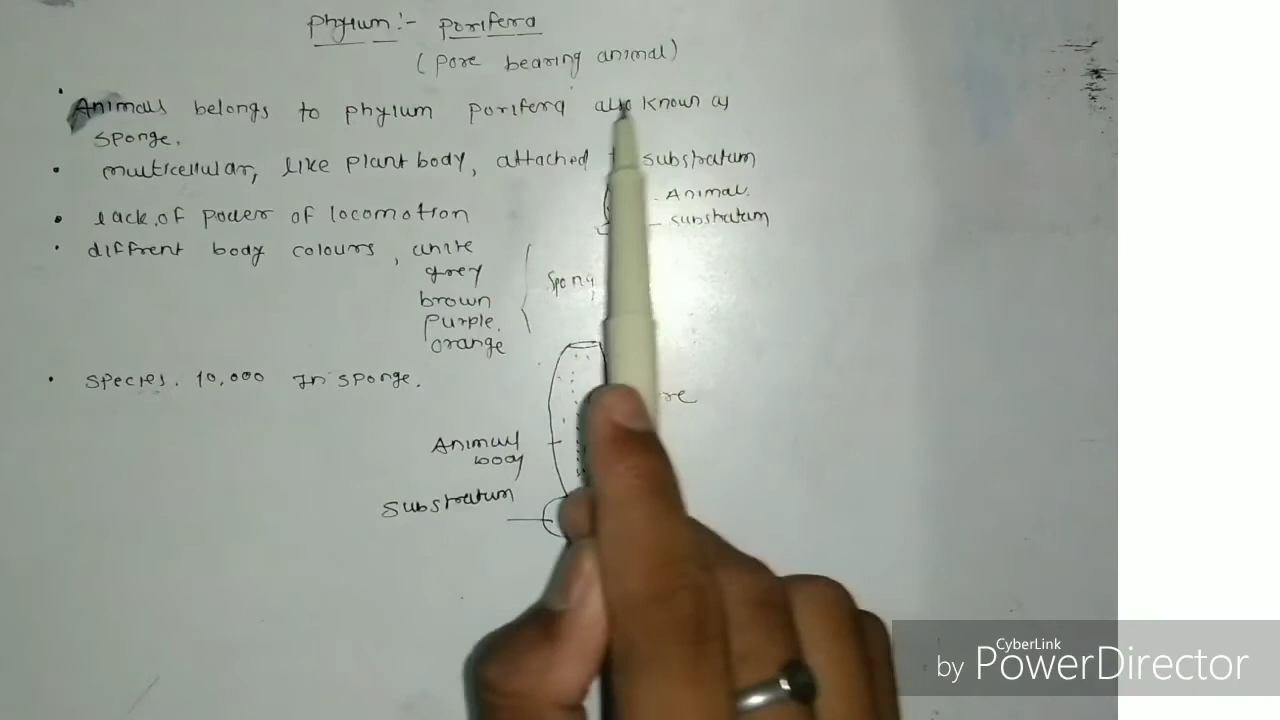 Phylum:- Porifera
(Pore bearing animal)
• Animals belongs to phylum porifera also known as
sponge.
• multicellular, like plant body, attached t substratum
- Animal.
- substratum
• lack of power of locomotion
• diffrent body colours, white
grey
brown
purple.
orange
Spong
• Species. 10,000 In sponge.
re
Animal
body
Substratum
CyberLink
by PowerDirector